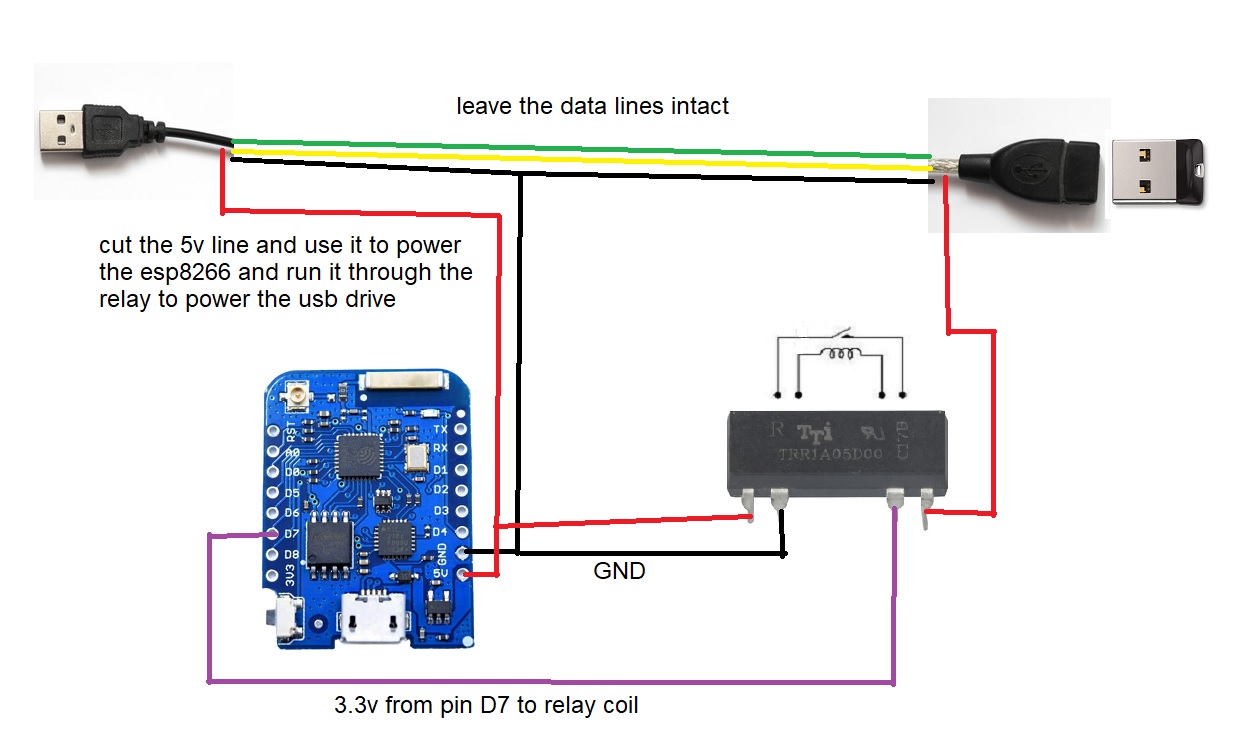 leave the data lines intact
cut the 5v line and use it to power
the esp8266 and run it through the
relay to power the usb drive
RST
A0
D0
D5
D6
D7
D8
3V3
TX
RX
D1
D2
D3
D4
GND
5V
R TTi
TRR1A05D00
C17B
GND
3.3v from pin D7 to relay coil